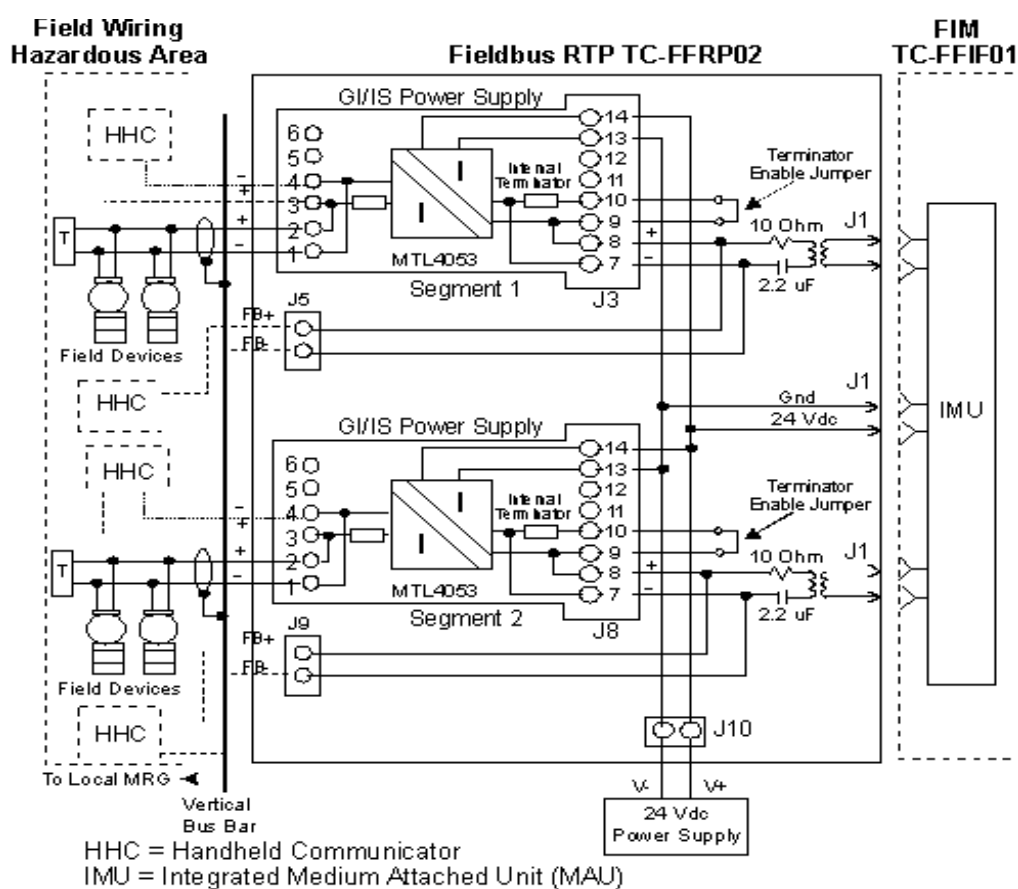 Field Wiring
Hazardous Area
Fieldbus RTP TC-FFRP02
FIM
TC-FFIF01
GI/IS Power Supply
HHC
6
5
4
3
2
1
- 
+
+
-
T
Internal
Terminator
14
13
12
11
10
9
8
7
+
-
Terminator
Enable Jumper
10 Ohm
J1
2.2 uF
MTL4053
Segment 1
J3
J5
FB+
FB-
Field Devices
HHC
J1
Gnd
24 Vdc
IMU
GI/IS Power Supply
HHC
6
5
4
3
2
1
-
+
+
-
T
Internal
Terminator
14
13
12
11
10
9
8
7
+
-
Terminator
Enable Jumper
10 Ohm
J1
2.2 uF
MTL4053
Segment 2
J8
J9
FB+
FB-
Field Devices
HHC
J10
To Local MRG
V-
V+
Vertical
Bus Bar
24 Vdc
Power Supply
HHC = Handheld Communicator
IMU = Integrated Medium Attached Unit (MAU)